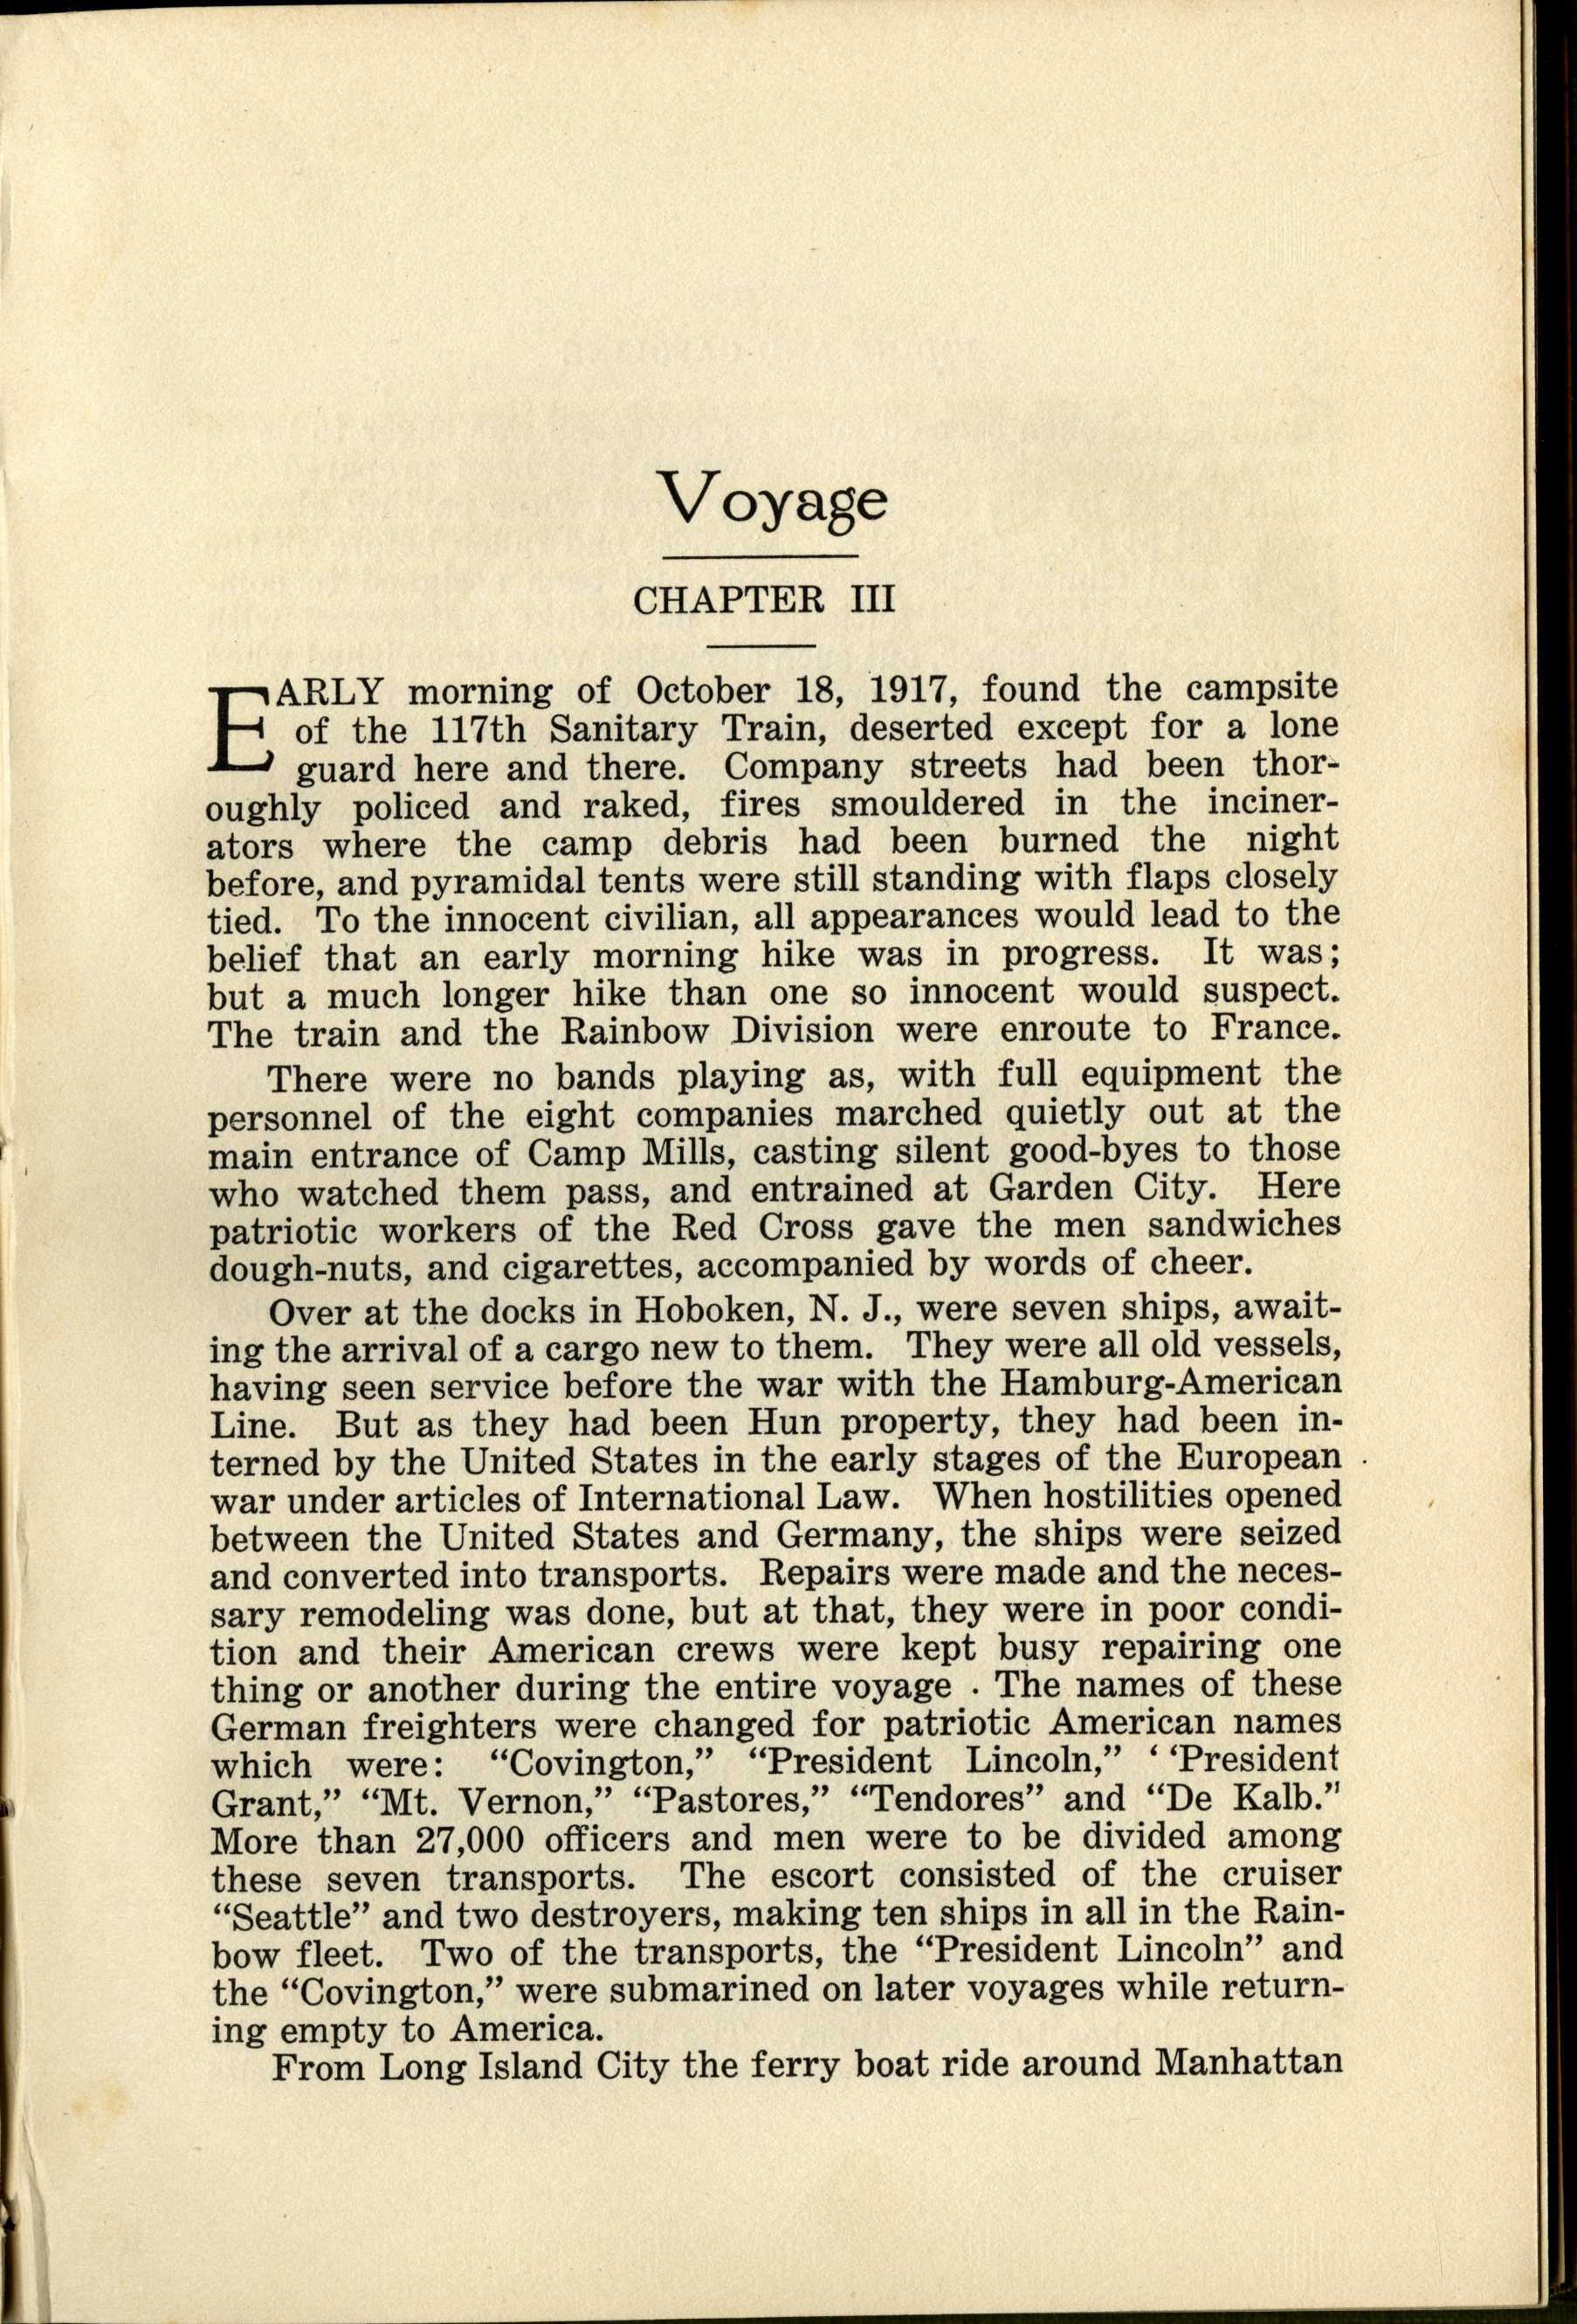 Voyage
CHAPTER III
EARLY morning of October 18, 1917, found the campsite
of the 117th Sanitary Train, deserted except for a lone
guard here and there. Company streets had been thor-
oughly policed and raked, fires smouldered in the inciner-
ators where the camp debris had been burned the night
before, and pyramidal tents were still standing with flaps closely
tied. To the innocent civilian, all appearances would lead to the
belief that an early morning hike was in progress. It was;
but a much longer hike than one so innocent would suspect.
The train and the Rainbow Division were enroute to France.
There were no bands playing as, with full equipment the
personnel of the eight companies marched quietly out at the
main entrance of Camp Mills, casting silent good-byes to those
who watched them pass, and entrained at Garden City. Here
patriotic workers of the Red Cross gave the men sandwiches
dough-nuts, and cigarettes, accompanied by words of cheer.
Over at the docks in Hoboken, N. J., were seven ships, await-
ing the arrival of a cargo new to them. They were all old vessels,
having seen service before the war with the Hamburg-American
Line. But as they had been Hun property, they had been in-
terned by the United States in the early stages of the European
war under articles of International Law. When hostilities opened
between the United States and Germany, the ships were seized
and converted into transports. Repairs were made and the neces-
sary remodeling was done, but at that, they were in poor condi-
tion and their American crews were kept busy repairing one
thing or another during the entire voyage . The names of these
German freighters were changed for patriotic American names
which were: “Covington,” “President Lincoln,” ‘ ‘President
Grant,” “Mt. Vernon,” “Pastores,” “Tendores” and “De Kalb.”
More than 27,000 officers and men were to be divided among
these seven transports. The escort consisted of the cruiser
“Seattle” and two destroyers, making ten ships in all in the Rain-
bow fleet. Two of the transports, the “President Lincoln” and
the “Covington,” were submarined on later voyages while return-
ing empty to America.
From Long Island City the ferry boat ride around Manhattan